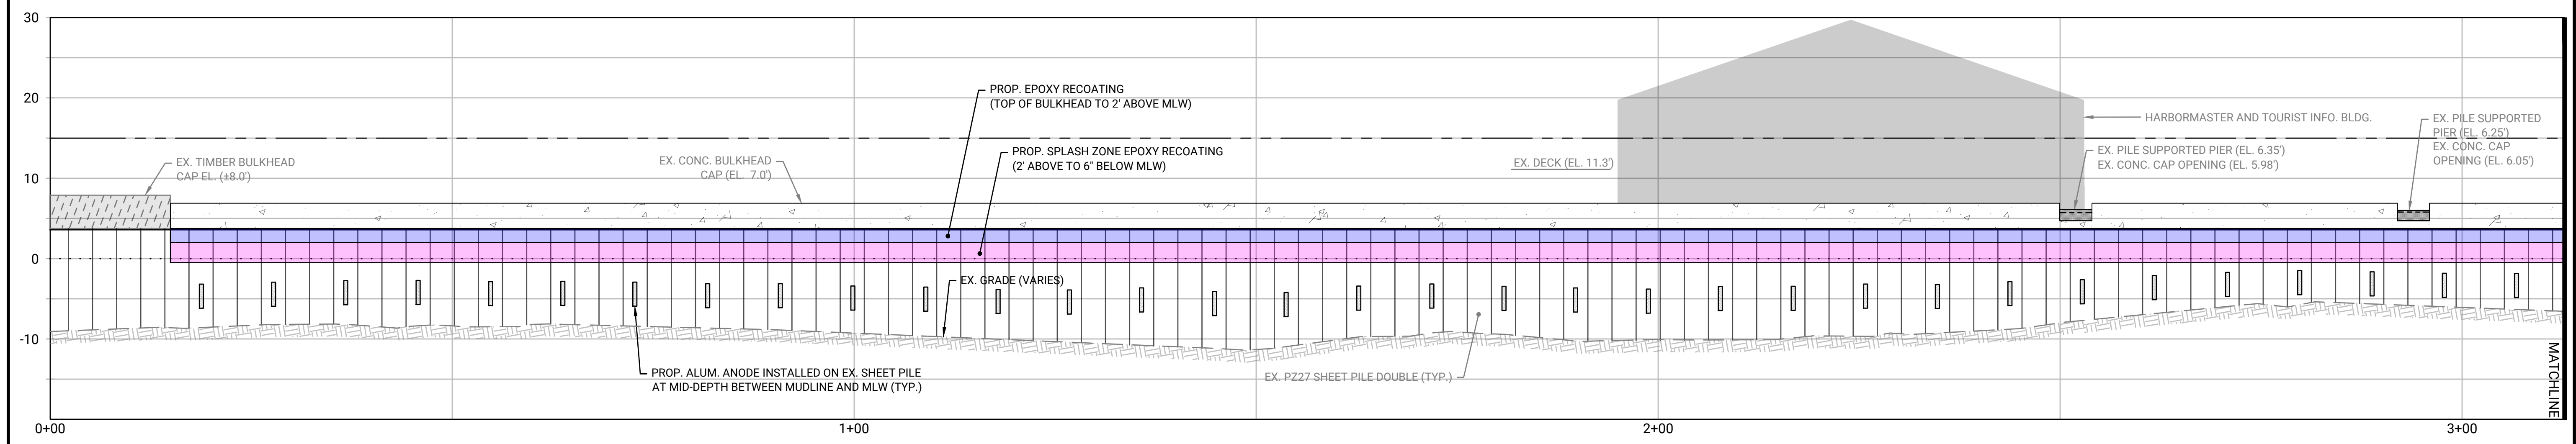 30
20
10
0
-10
PROP. EPOXY RECOATING
(TOP OF BULKHEAD TO 2' ABOVE MLW)
PROP. SPLASH ZONE EPOXY RECOATING
(2' ABOVE TO 6" BELOW MLW)
EX. TIMBER BULKHEAD
CAP EL. (±8.0')
EX. CONC. BULKHEAD
CAP (EL. 7.0')
EX. DECK (EL. 11.3')
HARBORMASTER AND TOURIST INFO. BLDG.
EX. PILE SUPPORTED PIER (EL. 6.35')
EX. CONC. CAP OPENING (EL. 5.98')
EX. PILE SUPPORTED
PIER (EL. 6.25')
EX. CONC. CAP
OPENING (EL. 6.05')
EX. GRADE (VARIES)
PROP. ALUM. ANODE INSTALLED ON EX. SHEET PILE
AT MID-DEPTH BETWEEN MUDLINE AND MLW (TYP.)
EX. PZ27 SHEET PILE DOUBLE (TYP.)
MATCHLINE
0+00
1+00
2+00
3+00